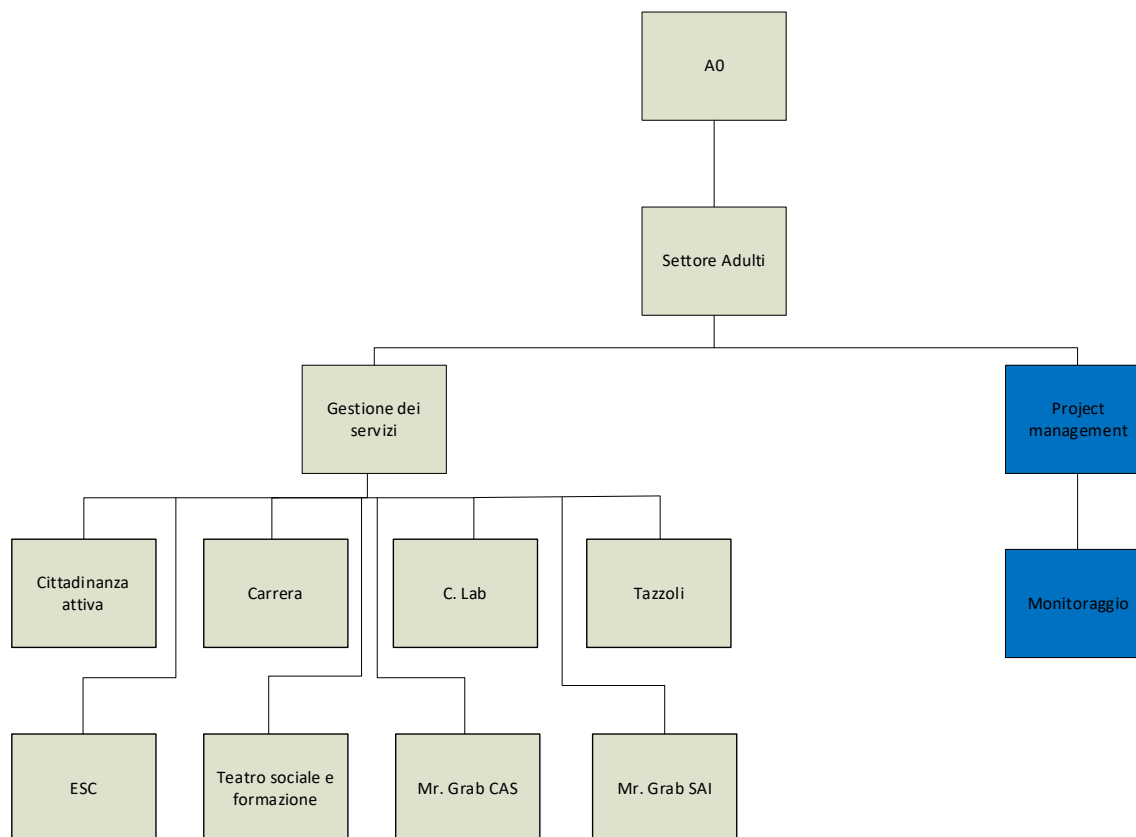 A0
Settore Adulti
Gestione dei
servizi
Project
management
Cittadinanza
attiva
Carrera
C. Lab
Tazzoli
Monitoraggio
ESC
Teatro sociale e
formazione
Mr. Grab CAS
Mr. Grab SAI